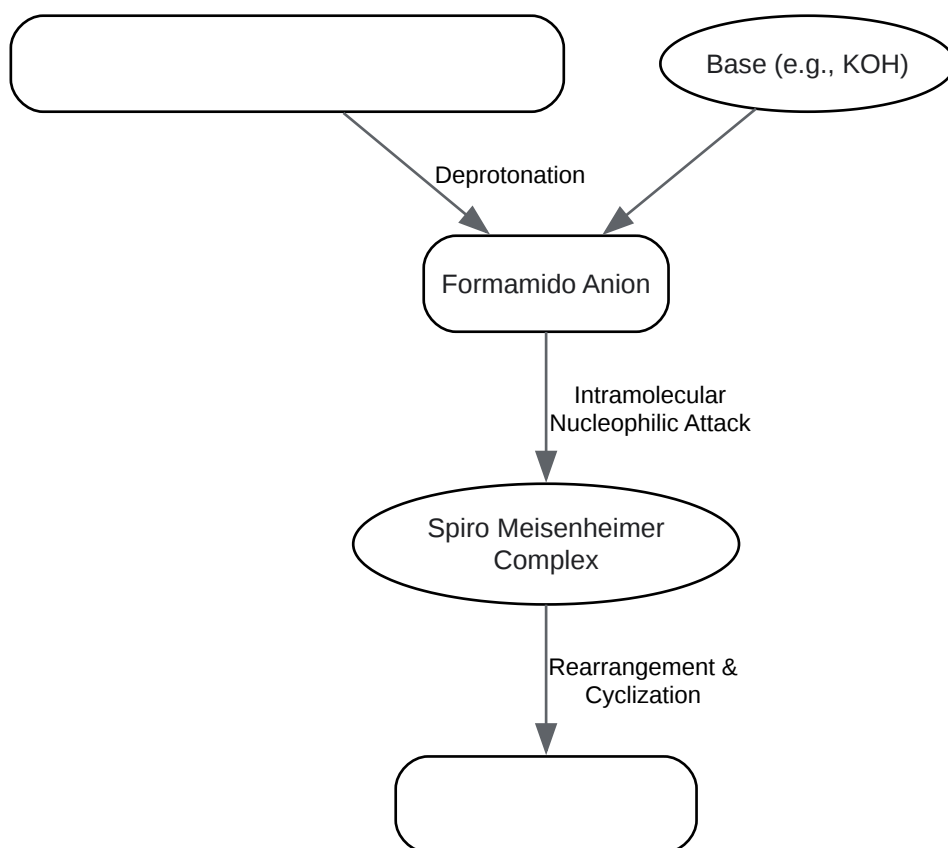 Base (e.g., KOH)
Deprotonation
Formamido Anion
Intramolecular
Nucleophilic Attack
Spiro Meisenheimer
Complex
Rearrangement &
Cyclization